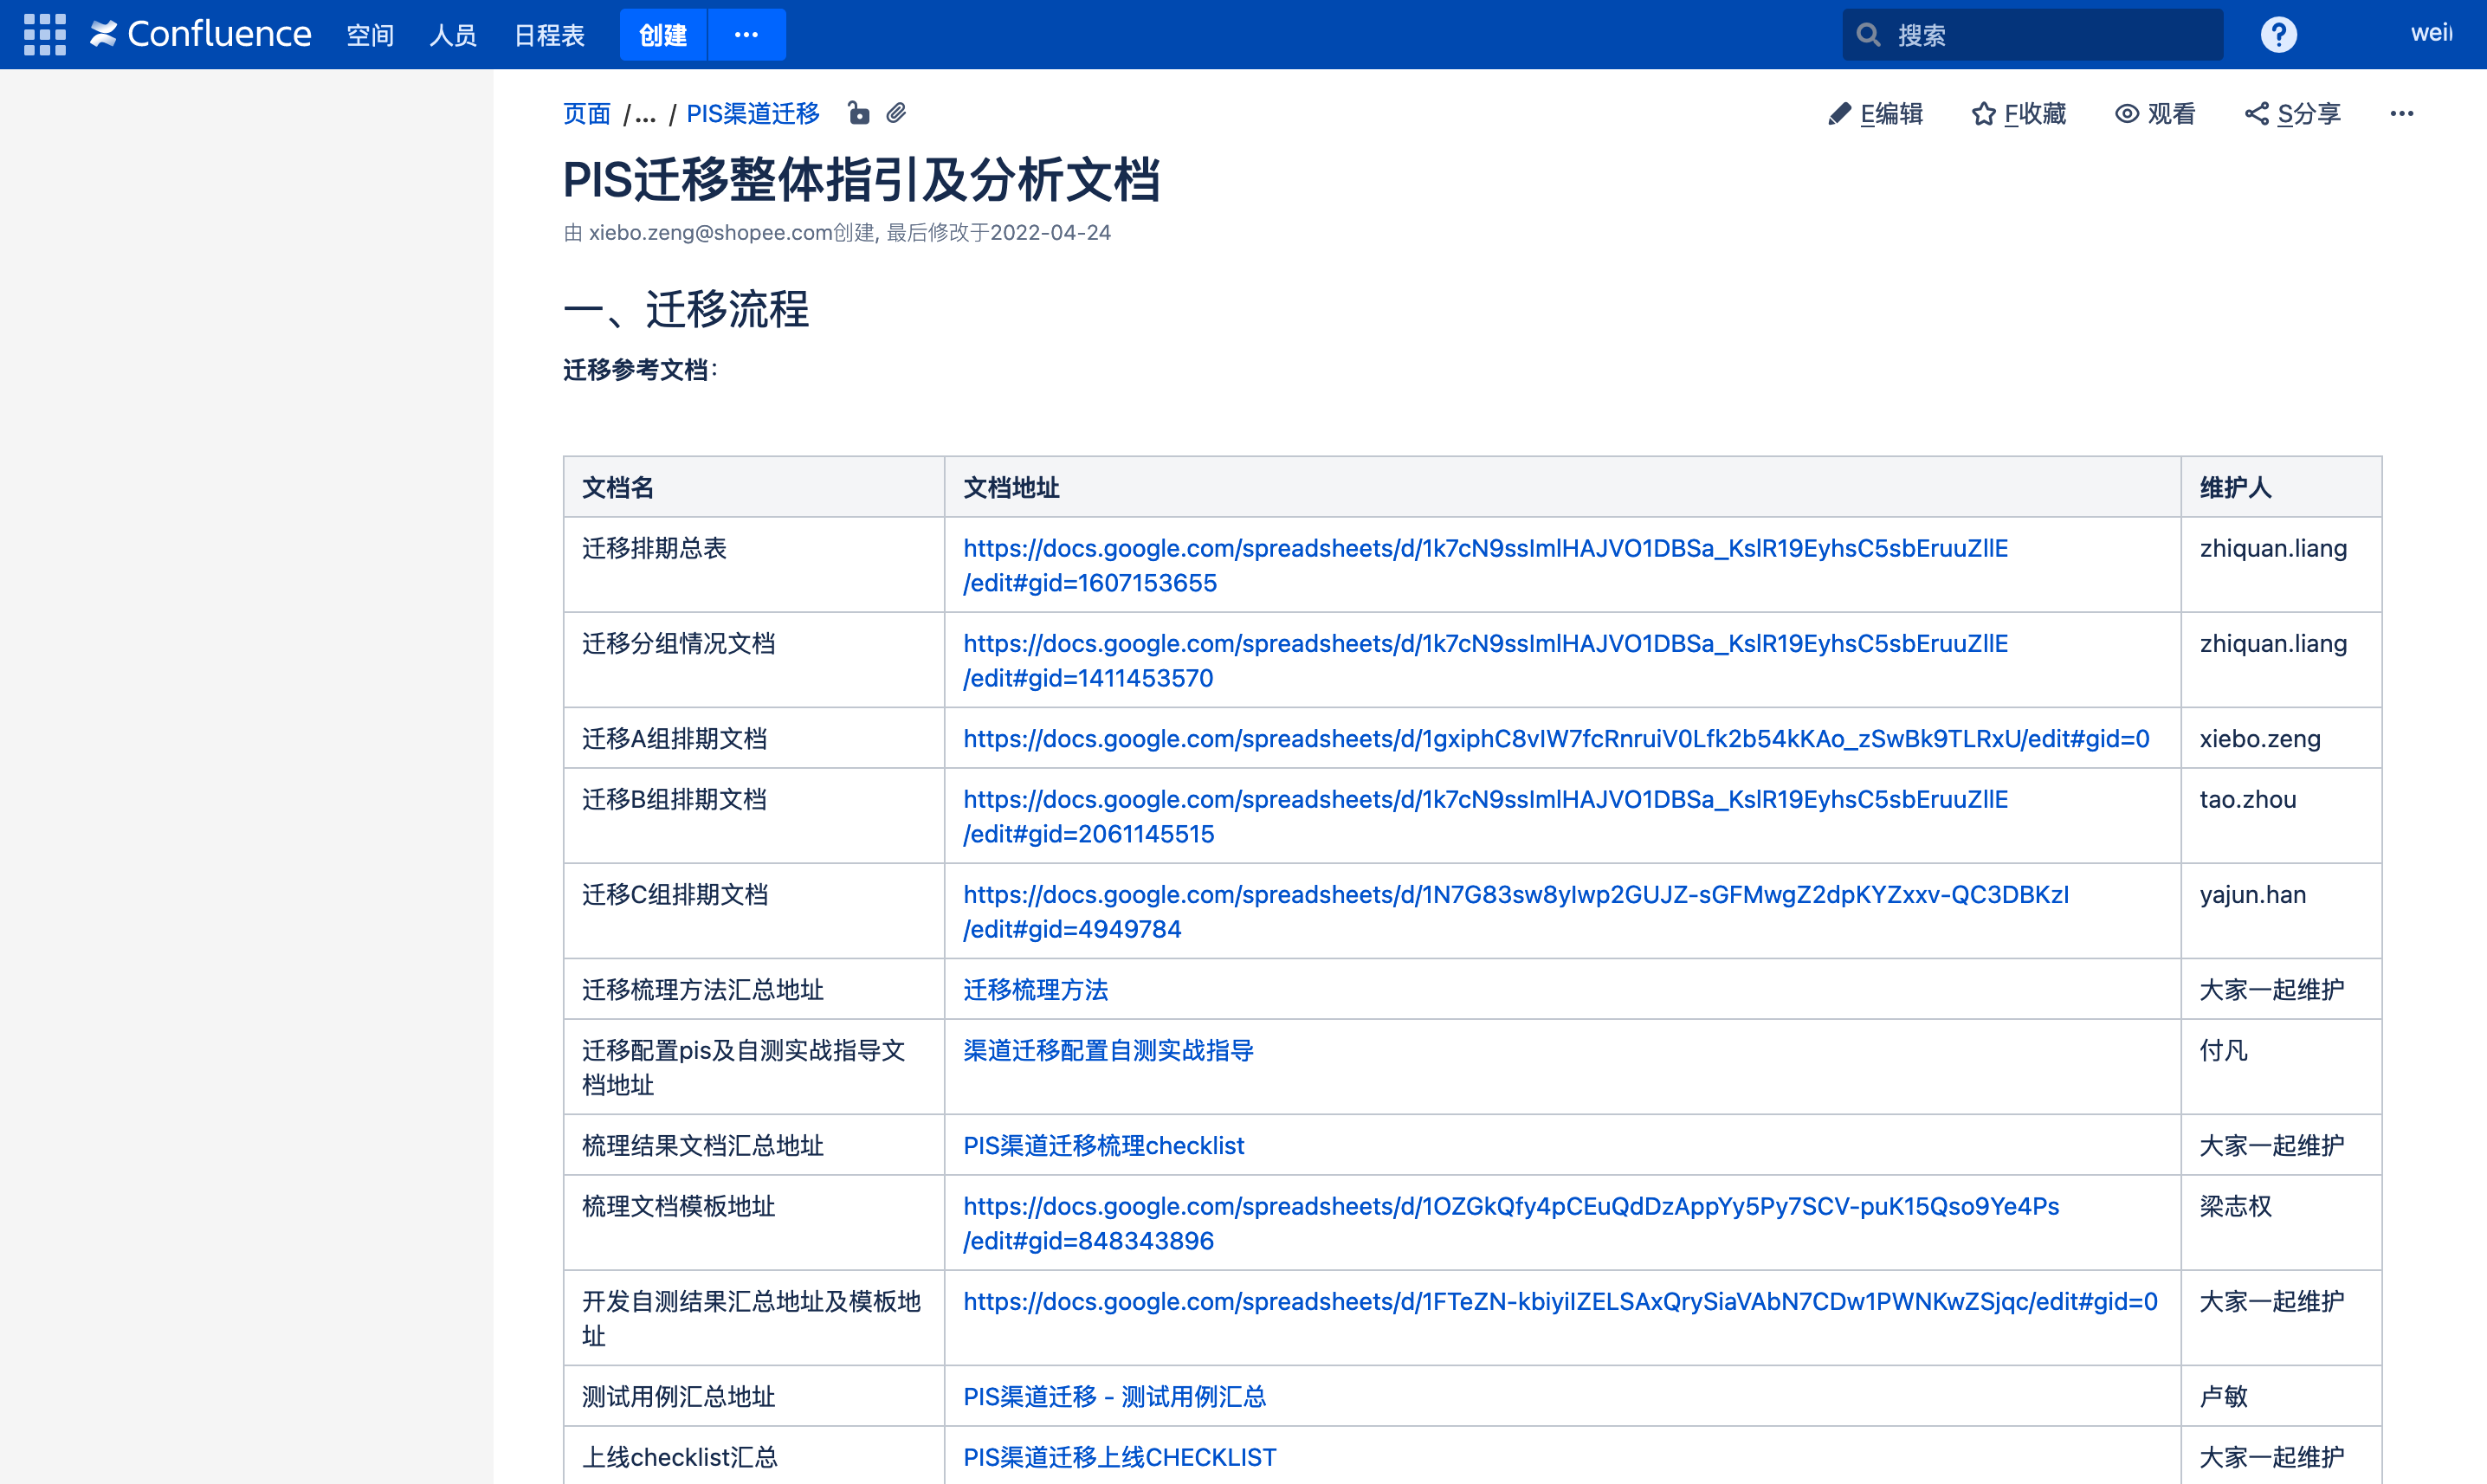 Confluence 空间 人员 日程表 创建 ••• 搜索 ? wei
页面 /... / PIS渠道迁移 E编辑 F收藏 观看 S分享 •••
PIS迁移整体指引及分析文档
由 xiebo.zeng@shopee.com创建, 最后修改于2022-04-24
一、迁移流程
迁移参考文档：
文档名 文档地址 维护人
迁移排期总表 https://docs.google.com/spreadsheets/d/1k7cN9ssImlHAJVO1DBSa_KslR19EyhsC5sbEruuZllE zhiquan.liang
/edit#gid=1607153655
迁移分组情况文档 https://docs.google.com/spreadsheets/d/1k7cN9ssImlHAJVO1DBSa_KslR19EyhsC5sbEruuZllE zhiquan.liang
/edit#gid=1411453570
迁移A组排期文档 https://docs.google.com/spreadsheets/d/1gxiphC8vIW7fcRnruiV0Lfk2b54kKAo_zSwBk9TLRxU/edit#gid=0 xiebo.zeng
迁移B组排期文档 https://docs.google.com/spreadsheets/d/1k7cN9ssImlHAJVO1DBSa_KslR19EyhsC5sbEruuZllE tao.zhou
/edit#gid=2061145515
迁移C组排期文档 https://docs.google.com/spreadsheets/d/1N7G83sw8yIwp2GUJZ-sGFMwgZ2dpKYZxxv-QC3DBKzI yajun.han
/edit#gid=4949784
迁移梳理方法汇总地址 迁移梳理方法 大家一起维护
迁移配置pis及自测实战指导文 渠道迁移配置自测实战指导 付凡
档地址
梳理结果文档汇总地址 PIS渠道迁移梳理checklist 大家一起维护
梳理文档模板地址 https://docs.google.com/spreadsheets/d/1OZGkQfy4pCEuQdDzAppYy5Py7SCV-puK15Qso9Ye4Ps 梁志权
/edit#gid=848343896
开发自测结果汇总地址及模板地 https://docs.google.com/spreadsheets/d/1FTeZN-kbiyiIZELSAxQrySiaVAbN7CDw1PWNKwZSjqc/edit#gid=0 大家一起维护
址
测试用例汇总地址 PIS渠道迁移 - 测试用例汇总 卢敏
上线checklist汇总 PIS渠道迁移上线CHECKLIST 大家一起维护